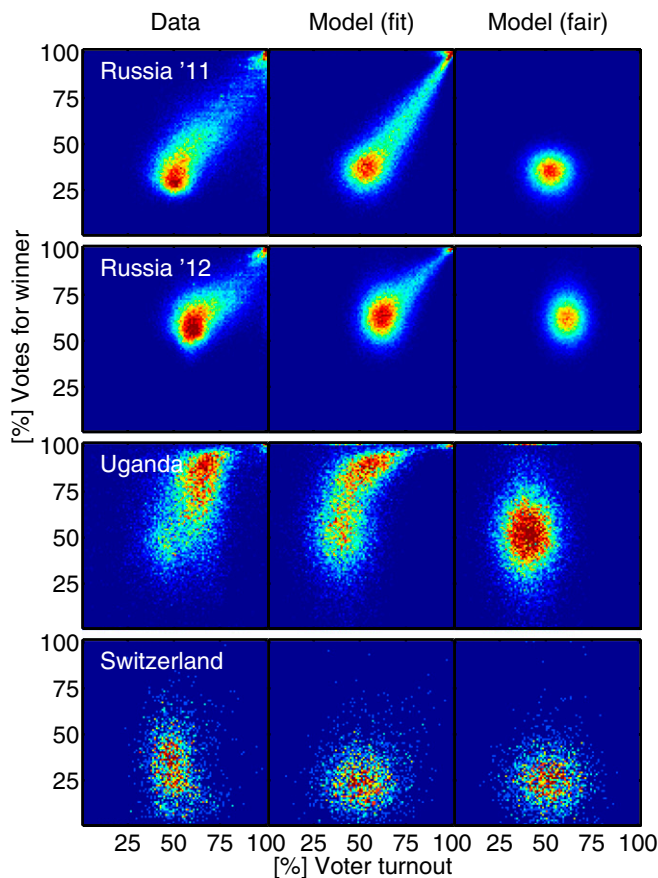 Data Model (fit) Model (fair)
[%] Votes for winner
100
Russia '11
75
50
25
100
Russia '12
75
50
25
100
Uganda
75
50
25
100
Switzerland
75
50
25
25 50 75 100 25 50 75 100 25 50 75 100
[%] Voter turnout